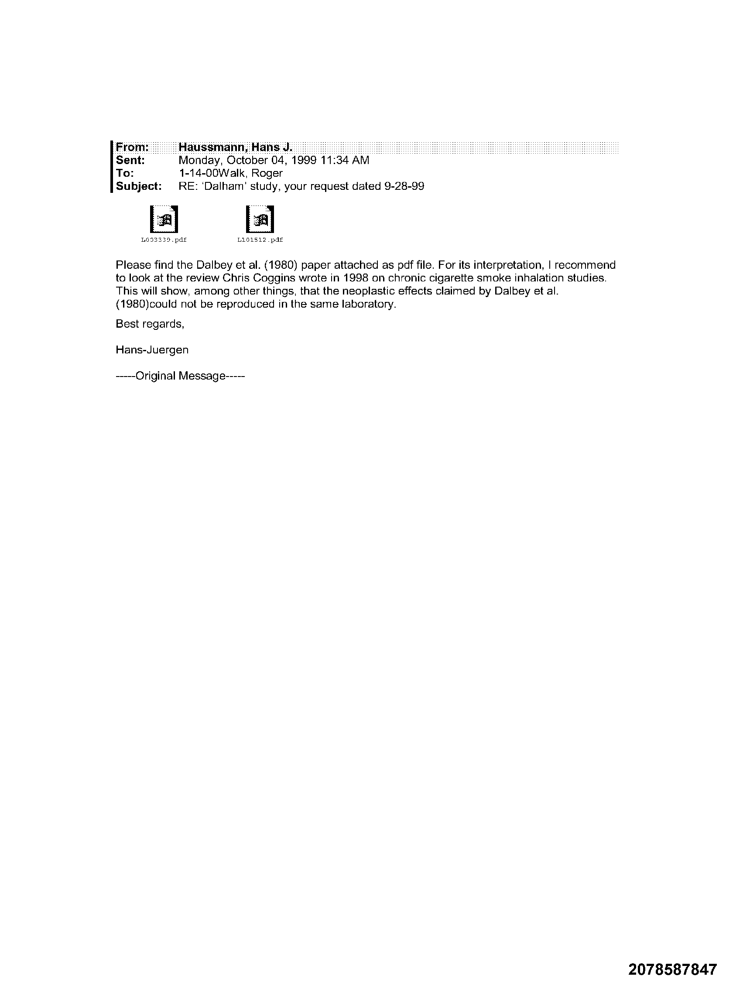 From: Haussmann, Hans J.
Sent: Monday, October 04, 1999 11:34 AM
To: 1-14-00Walk, Roger
Subject: RE: 'Dalham' study, your request dated 9-28-99
L003339.pdf L101512.pdf
Please find the Dalbey et al. (1980) paper attached as pdf file. For its interpretation, I recommend
to look at the review Chris Coggins wrote in 1998 on chronic cigarette smoke inhalation studies.
This will show, among other things, that the neoplastic effects claimed by Dalbey et al.
(1980)could not be reproduced in the same laboratory.
Best regards,
Hans-Juergen
-----Original Message-----
2078587847